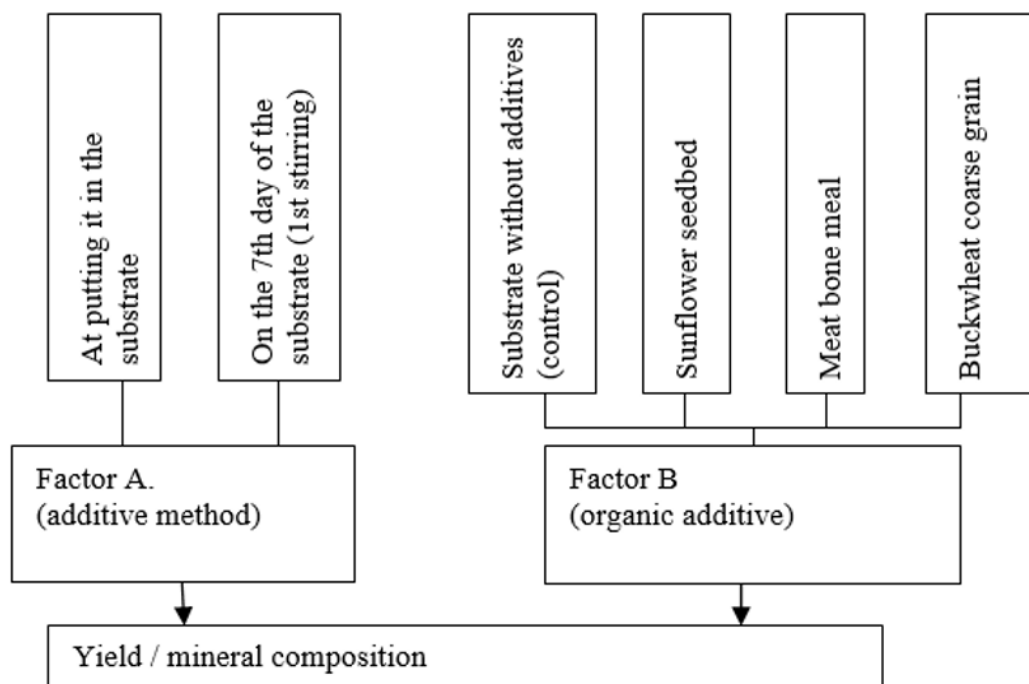 At putting it in the
substrate
On the 7th day of the
substrate (1st stirring)
Substrate without additives
(control)
Sunflower seedbed
Meat bone meal
Buckwheat coarse grain
Factor A.
(additive method)
Factor B
(organic additive)
Yield / mineral composition